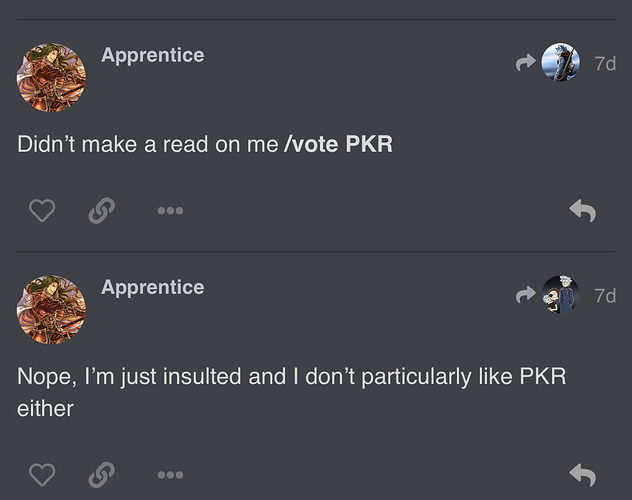 Apprentice
7d
Didn’t make a read on me /vote PKR
Apprentice
7d
Nope, I’m just insulted and I don’t particularly like PKR
either